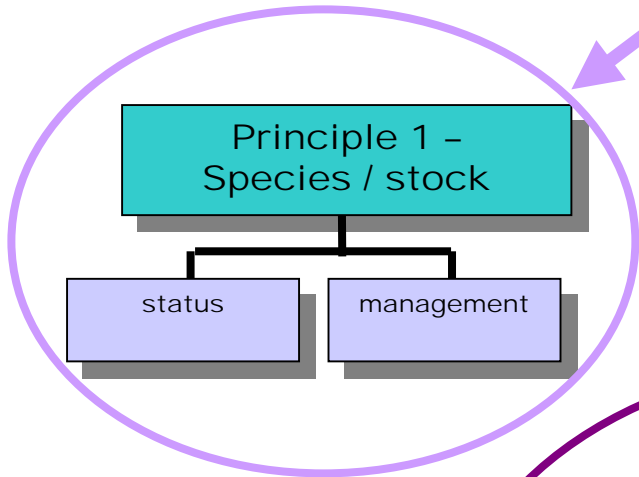 Principle 1 –
Species / stock
status
management